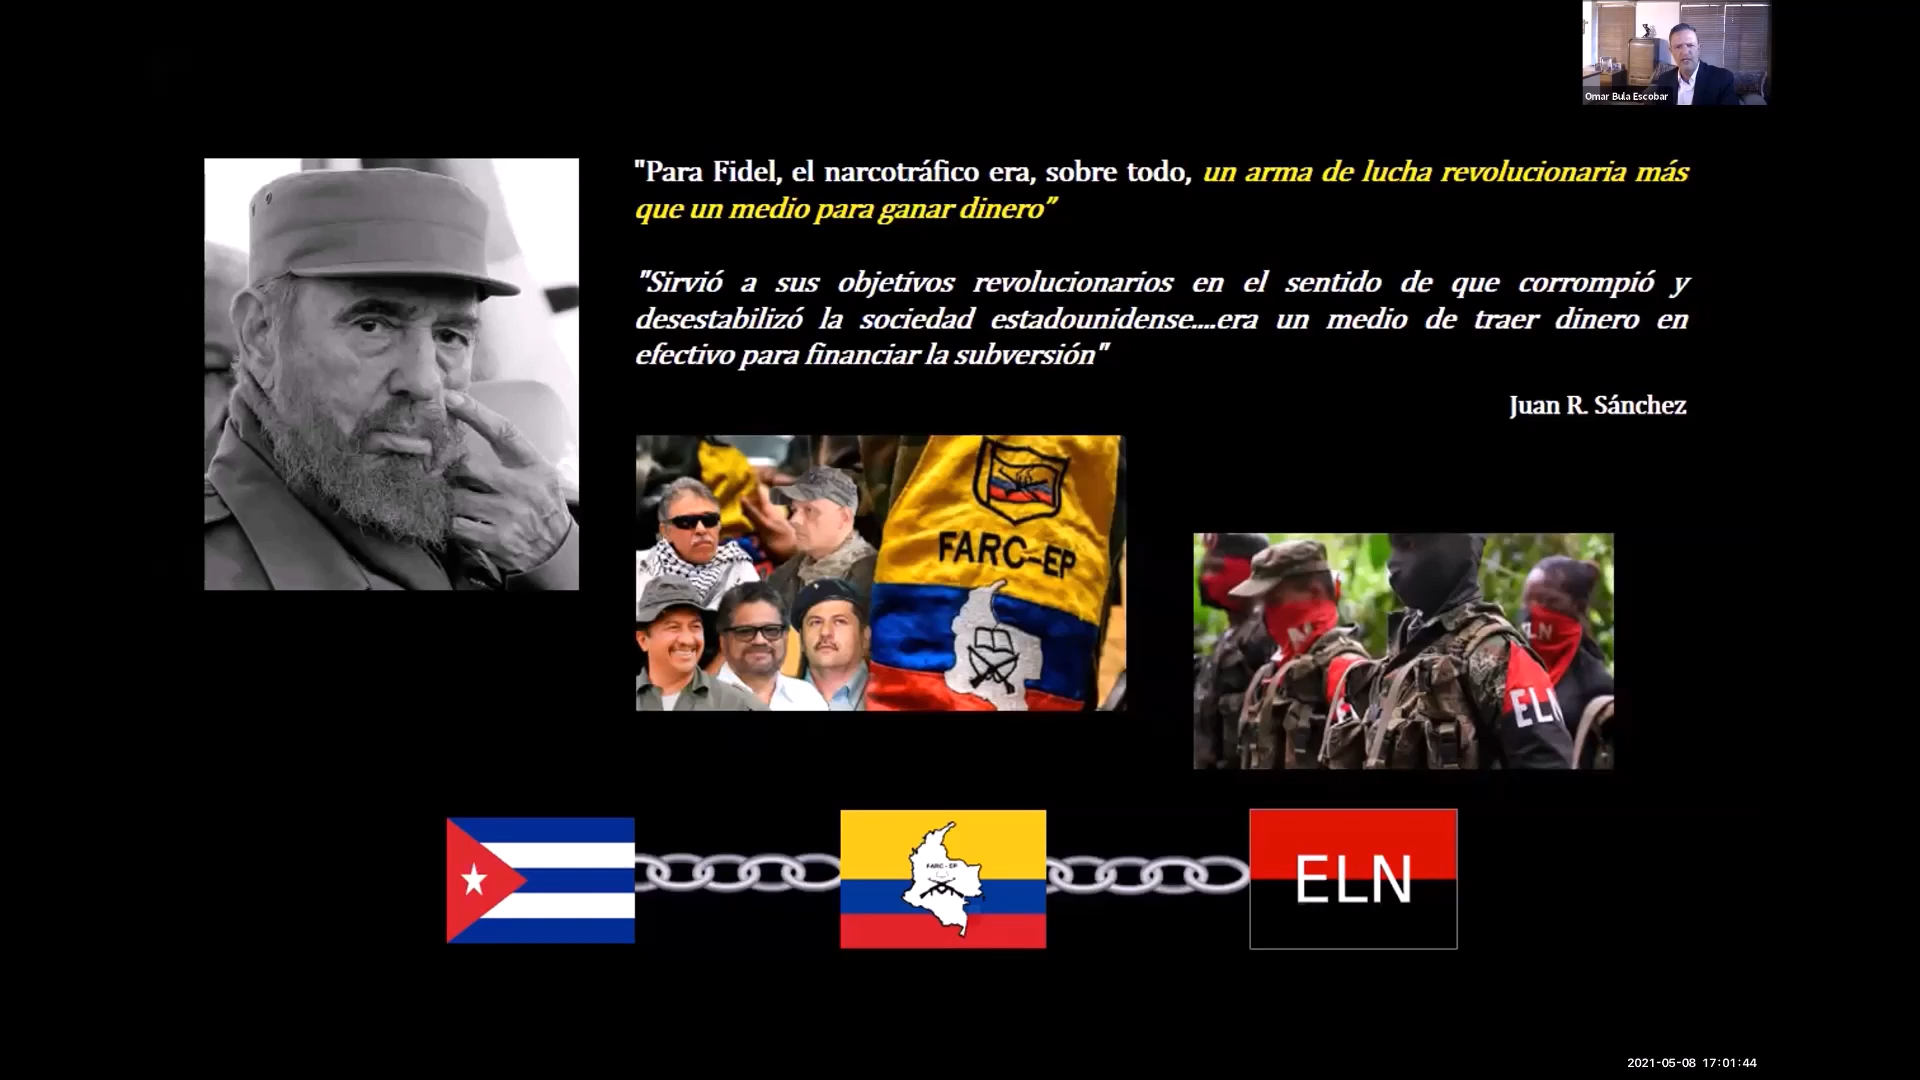 Omar Bula Escobar
"Para Fidel, el narcotráfico era, sobre todo, un arma de lucha revolucionaria más
que un medio para ganar dinero”
"Sirvió a sus objetivos revolucionarios en el sentido de que corrompió y
desestabilizó la sociedad estadounidense....era un medio de traer dinero en
efectivo para financiar la subversión"
Juan R. Sánchez
FARC-EP
ELN
FARC - EP
ELN
2021-05-08 17:01:44